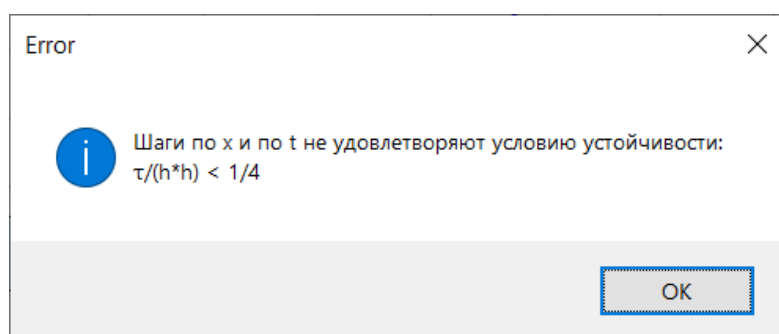 Error
Шаги по x и по t не удовлетворяют условию устойчивости:
τ/(h*h) < 1/4
OK